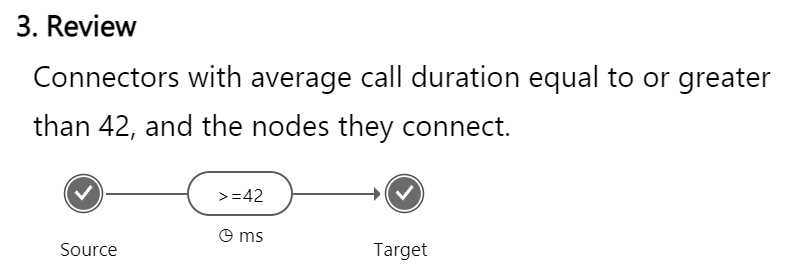 3. Review
Connectors with average call duration equal to or greater
than 42, and the nodes they connect.
>=42
ms
Source
Target